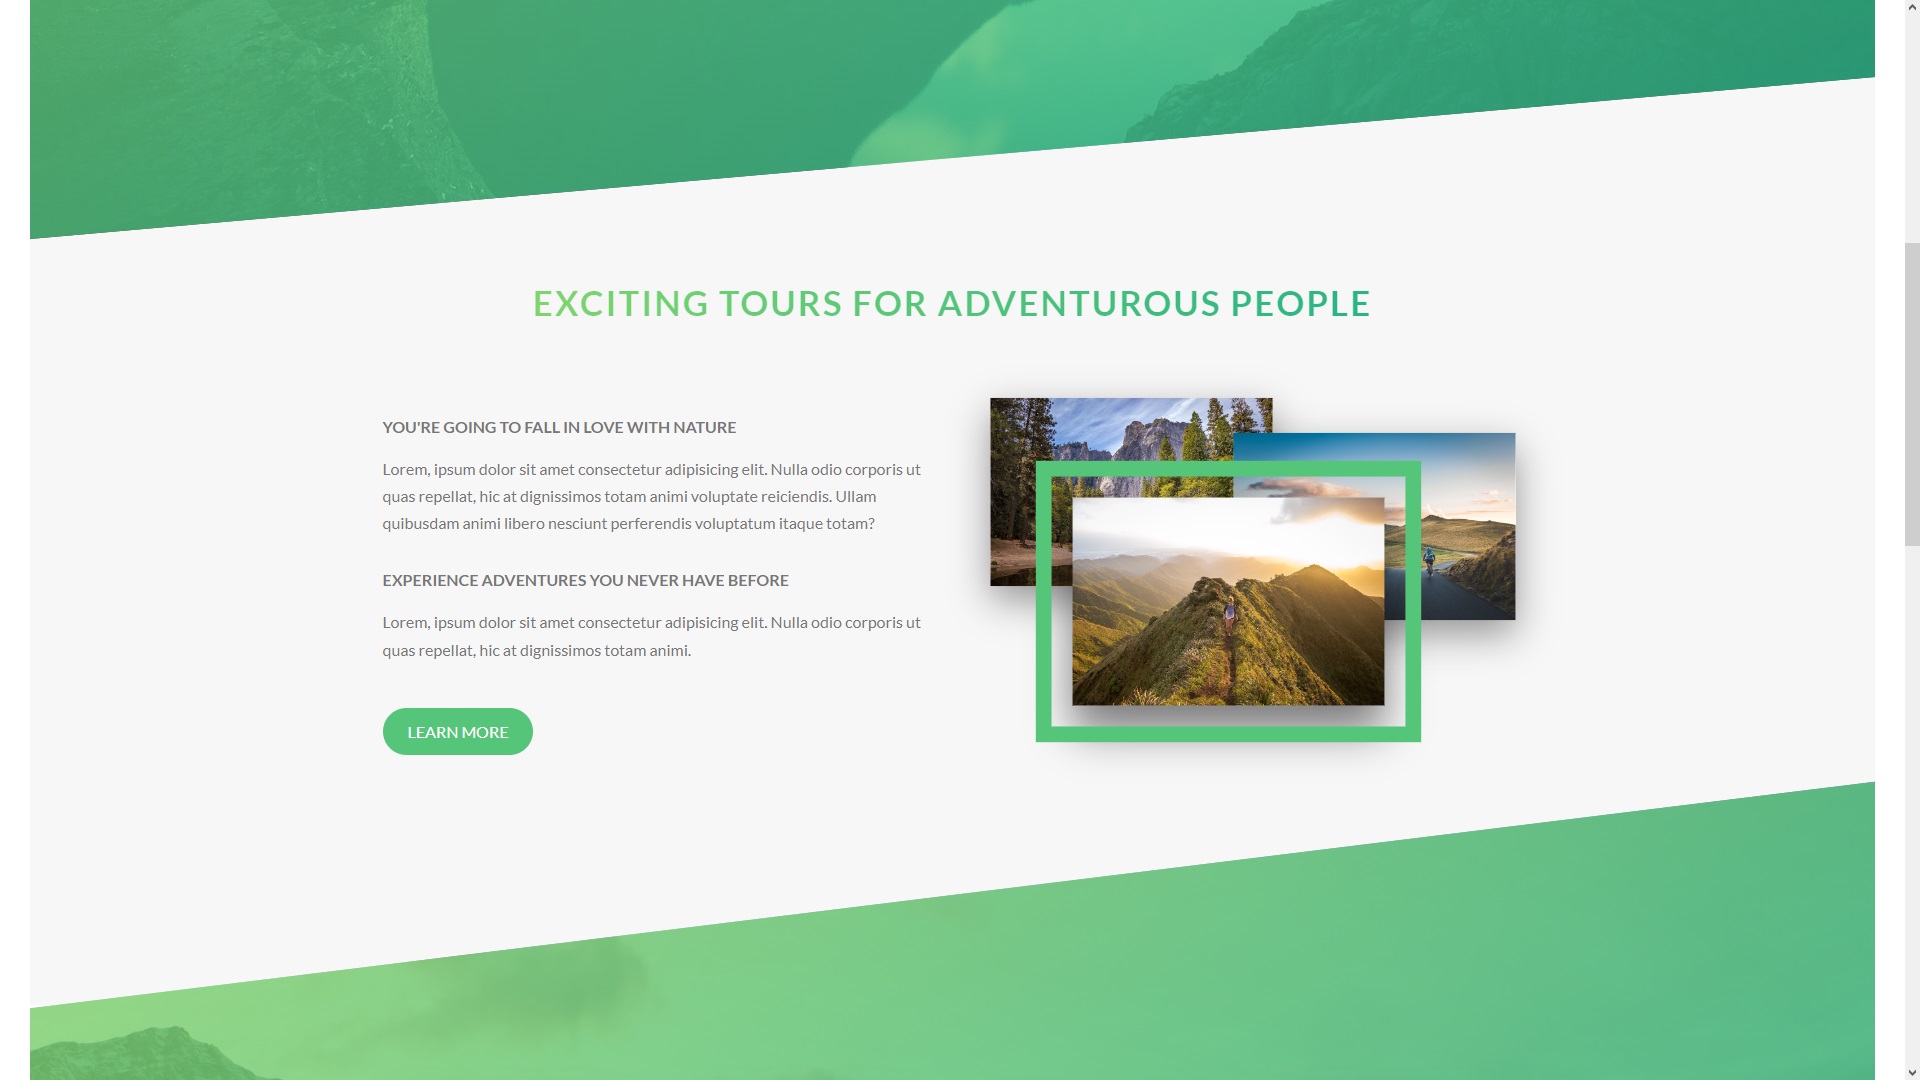 EXCITING TOURS FOR ADVENTUROUS PEOPLE
YOU'RE GOING TO FALL IN LOVE WITH NATURE
Lorem, ipsum dolor sit amet consectetur adipisicing elit. Nulla odio corporis ut
quas repellat, hic at dignissimos totam animi voluptate reiciendis. Ullam
quibusdam animi libero nesciunt perferendis voluptatum itaque totam?
EXPERIENCE ADVENTURES YOU NEVER HAVE BEFORE
Lorem, ipsum dolor sit amet consectetur adipisicing elit. Nulla odio corporis ut
quas repellat, hic at dignissimos totam animi.
LEARN MORE